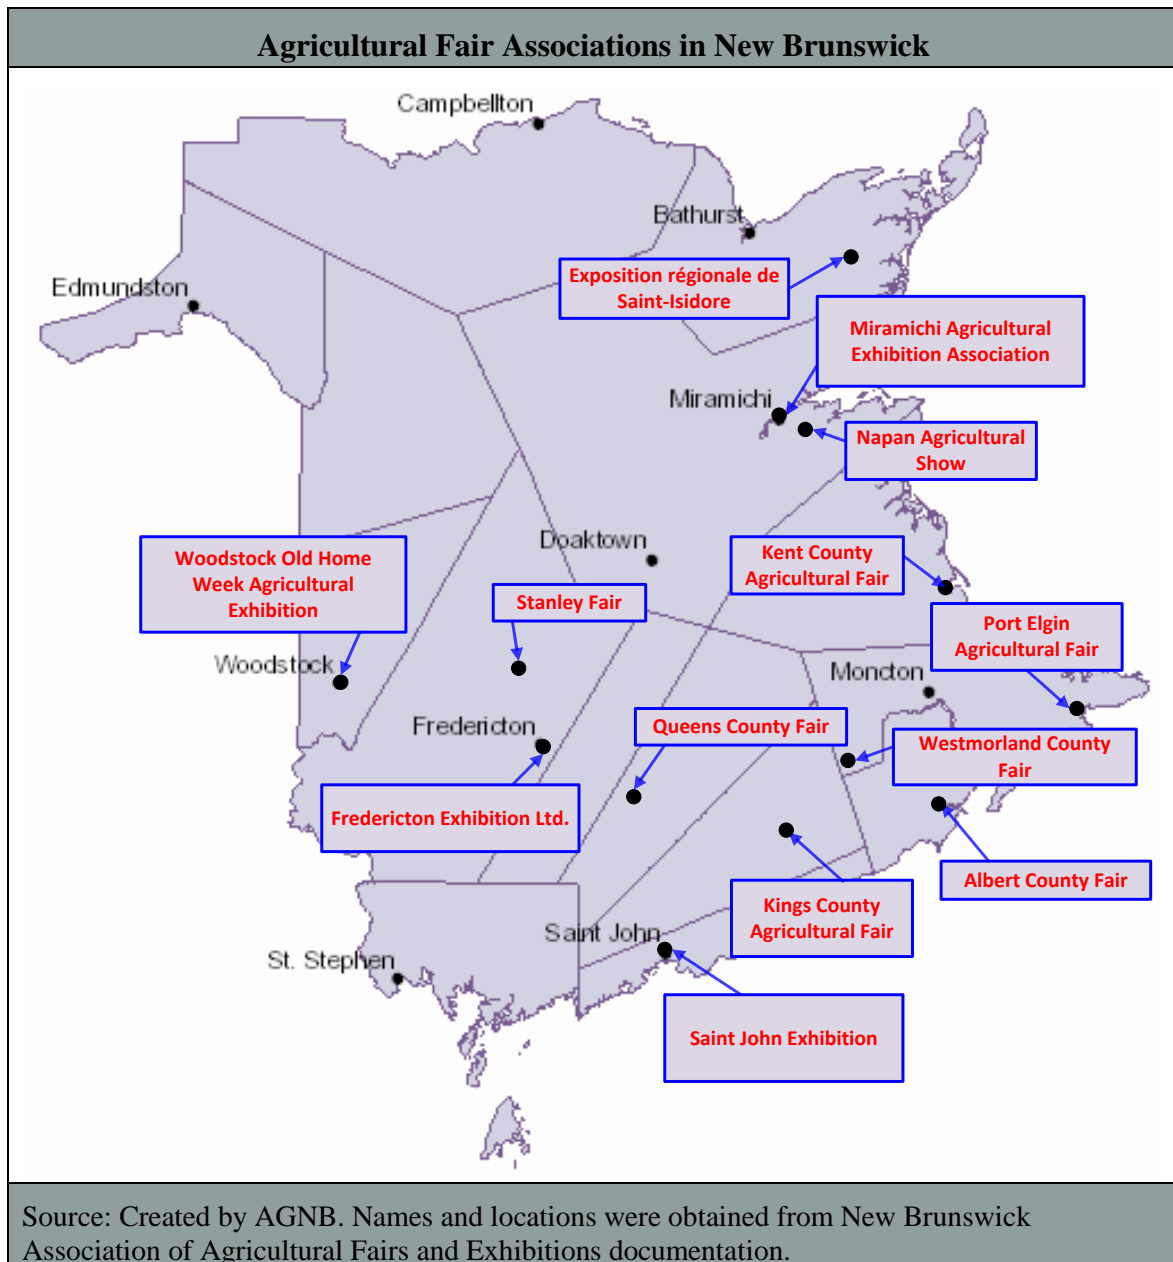 Agricultural Fair Associations in New Brunswick
Campbellton
Bathurst
Exposition régionale de
Saint-Isidore
Edmundston
Miramichi Agricultural
Exhibition Association
Miramichi
Napan Agricultural
Show
Woodstock Old Home
Week Agricultural
Exhibition
Doaktown
Kent County
Agricultural Fair
Stanley Fair
Port Elgin
Agricultural Fair
Woodstock
Moncton
Fredericton
Queens County Fair
Westmorland County
Fair
Fredericton Exhibition Ltd.
Albert County Fair
Kings County
Agricultural Fair
Saint John
St. Stephen
Saint John Exhibition
Source: Created by AGNB. Names and locations were obtained from New Brunswick
Association of Agricultural Fairs and Exhibitions documentation.